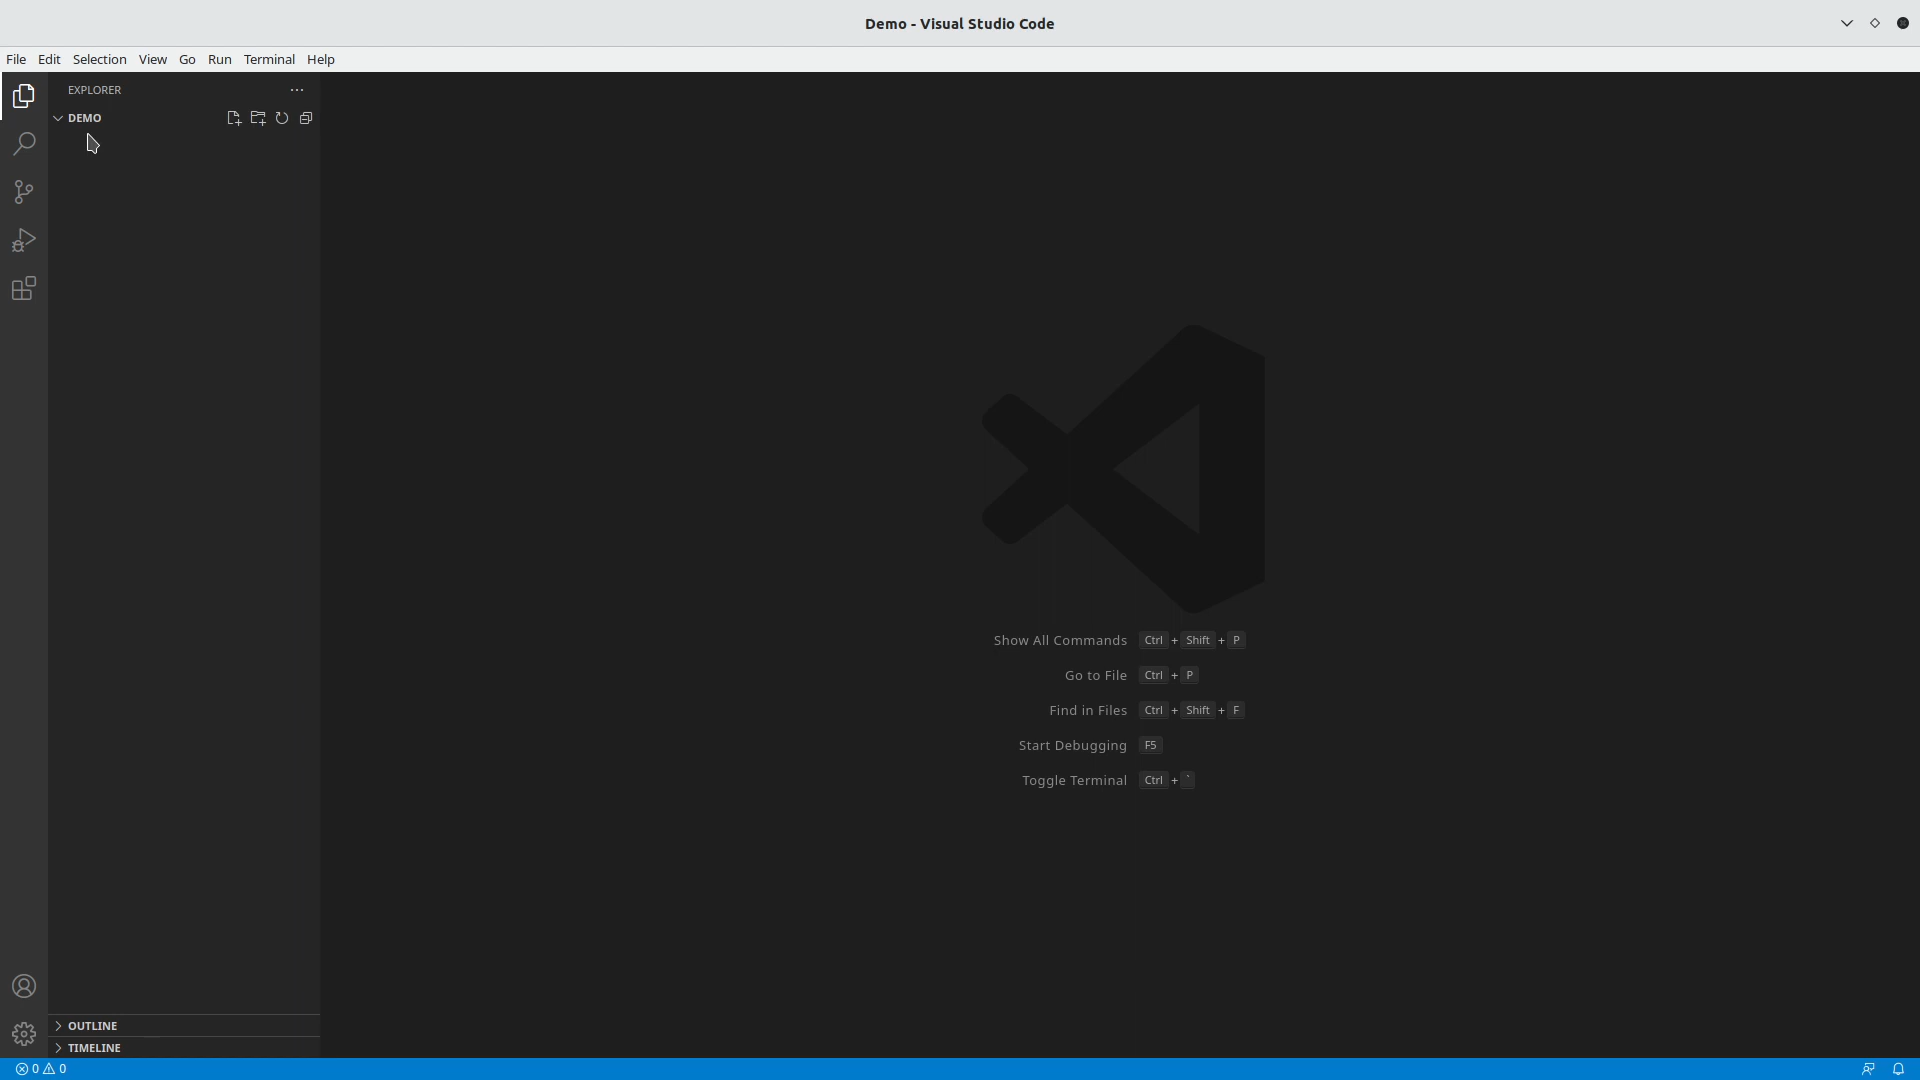 Demo - Visual Studio Code
File Edit Selection View Go Run Terminal Help
EXPLORER
DEMO
Show All Commands Ctrl + Shift + P
Go to File Ctrl + P
Find in Files Ctrl + Shift + F
Start Debugging F5
Toggle Terminal Ctrl + `
OUTLINE
TIMELINE
0 0